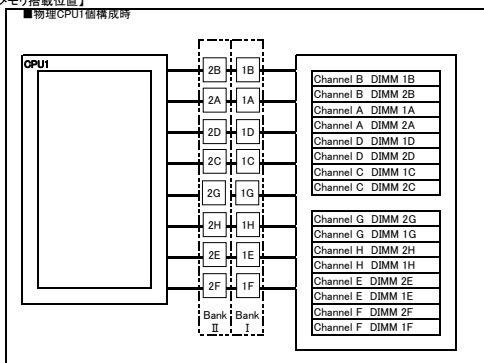 メモリ搭載位置】
■物理CPU1個構成時
CPU1
2B 1B
2A 1A
2D 1D
2C 1C
2G 1G
2H 1H
2E 1E
2F 1F
Bank Ⅱ
Bank Ⅰ
Channel B DIMM 1B
Channel B DIMM 2B
Channel A DIMM 1A
Channel A DIMM 2A
Channel D DIMM 1D
Channel D DIMM 2D
Channel C DIMM 1C
Channel C DIMM 2C
Channel G DIMM 2G
Channel G DIMM 1G
Channel H DIMM 2H
Channel H DIMM 1H
Channel E DIMM 2E
Channel E DIMM 1E
Channel F DIMM 2F
Channel F DIMM 1F